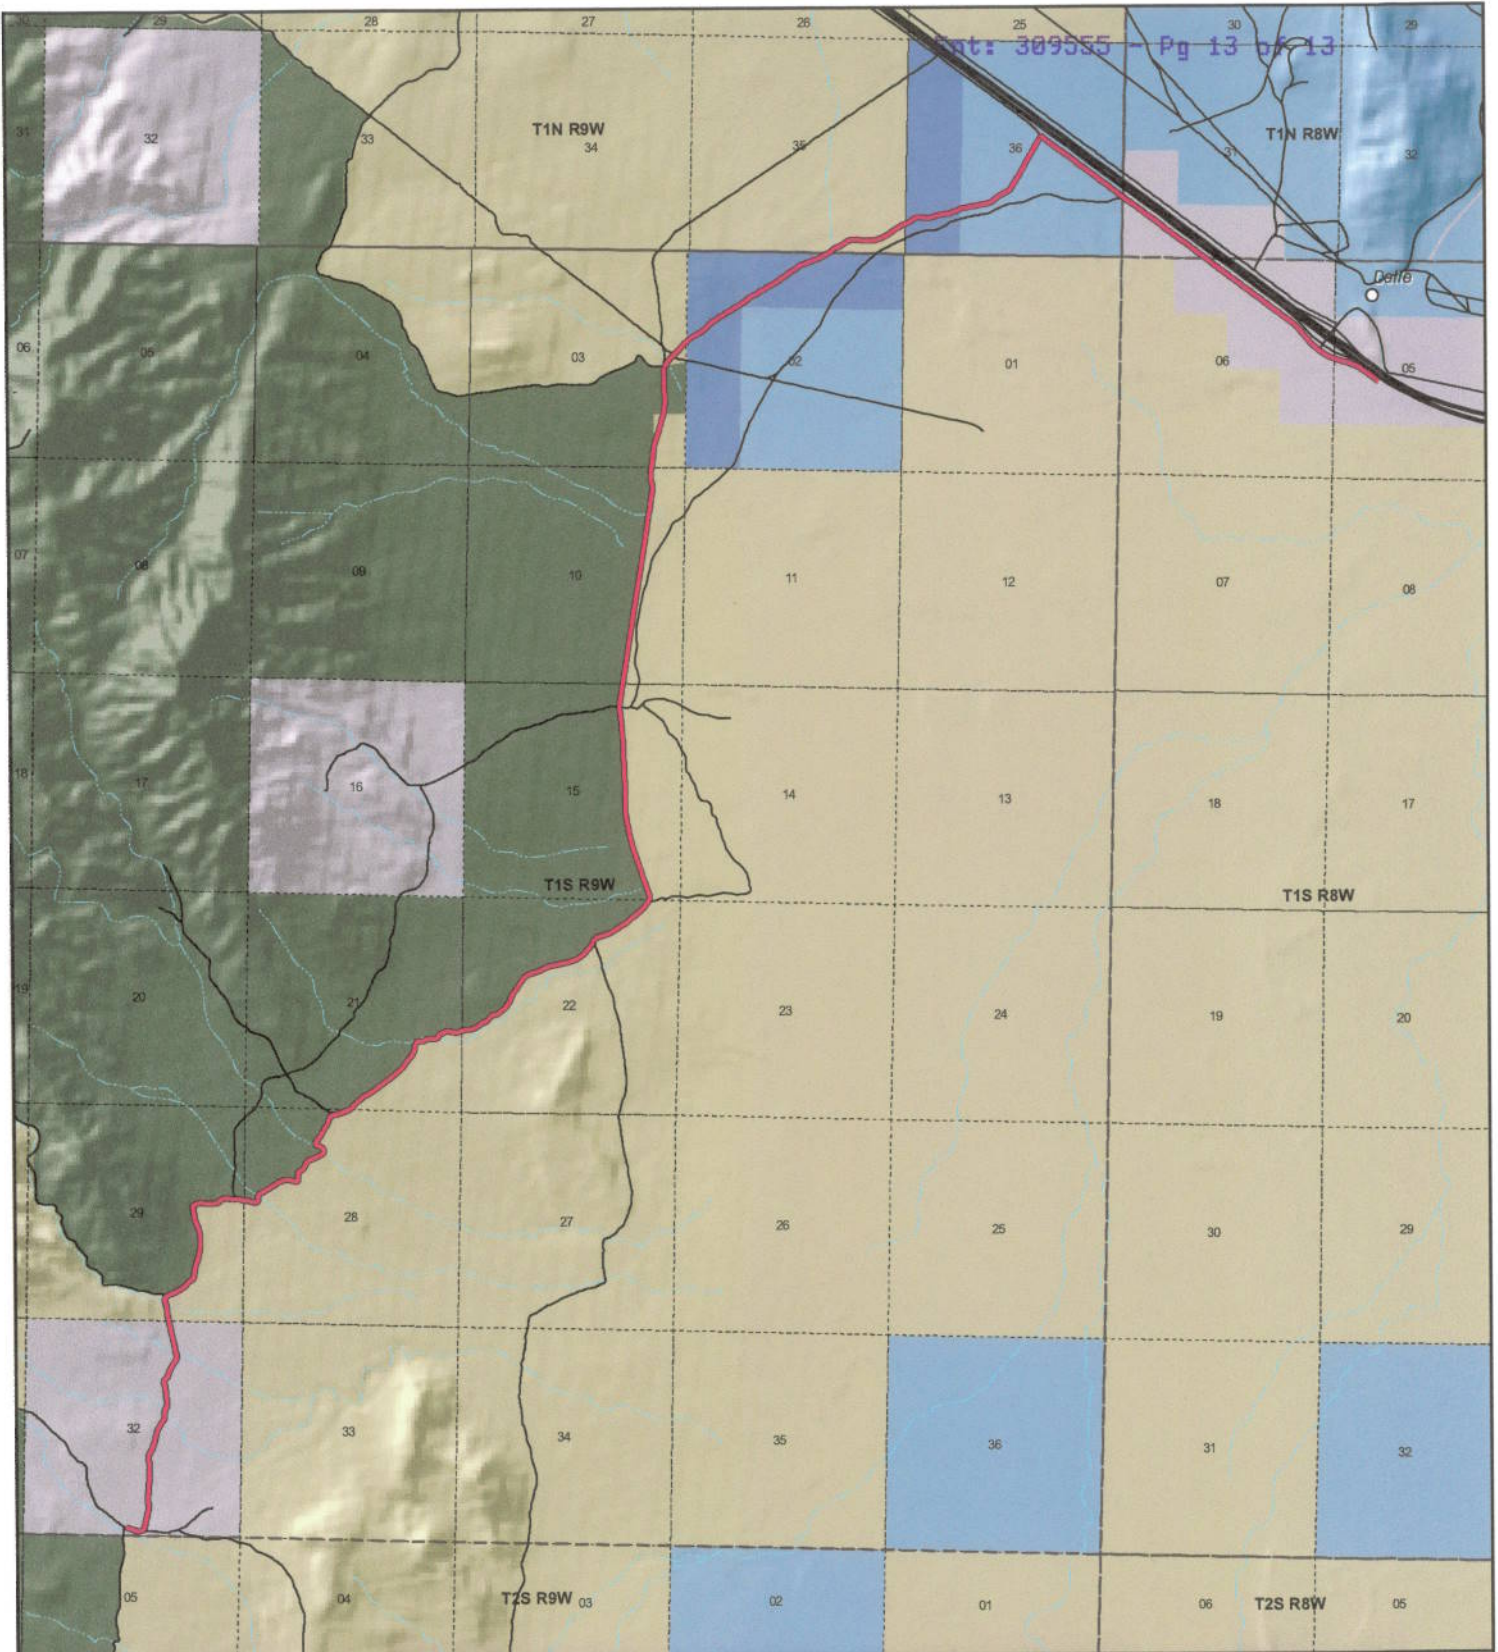 30 29 28 27 26 25 30 29
Ent: 309555 - Pg 13 of 13
31 32 33 T1N R9W 34 35 36 31 T1N R8W 32
Delle
06 05 04 03 02 01 06 05
07 08 09 10 11 12 07 08
18 17 16 15 14 13 18 17
T1S R9W T1S R8W
19 20 21 22 23 24 19 20
29 28 27 26 25 30 29
32 33 34 35 36 31 32
05 04 T2S R9W 03 02 01 06 T2S R8W 05